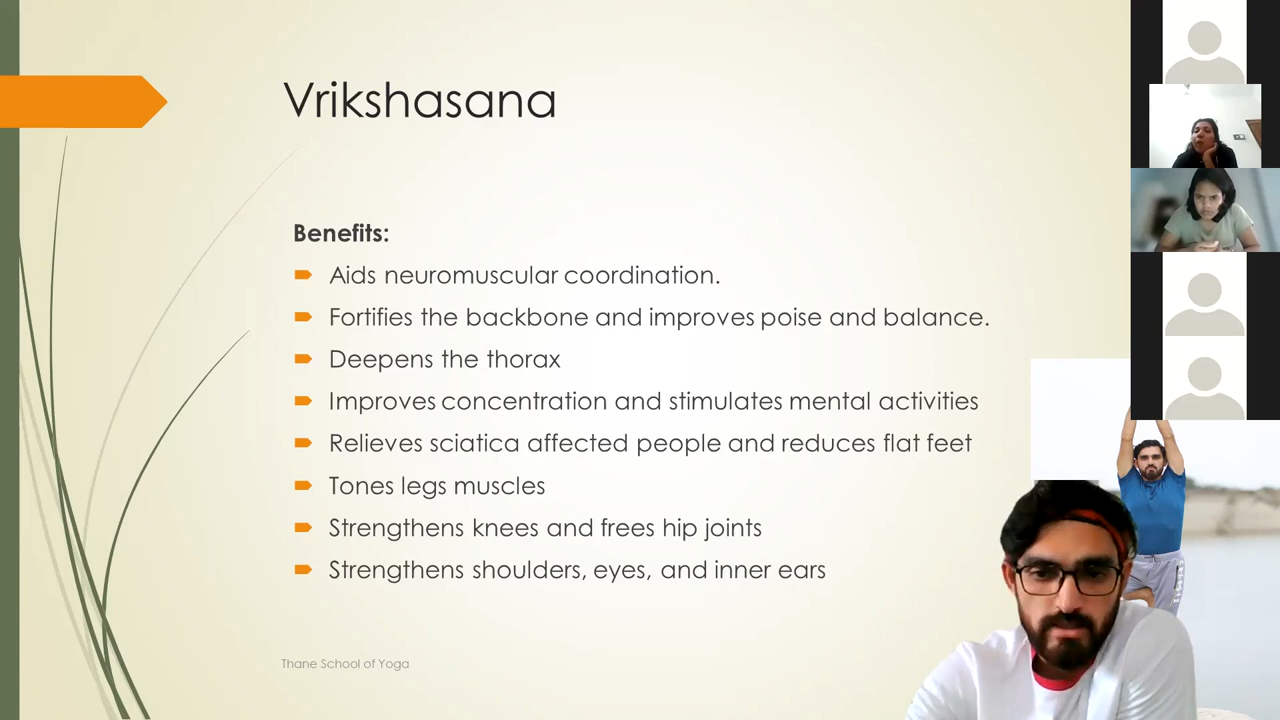 Vrikshasana
Benefits:
Aids neuromuscular coordination.
Fortifies the backbone and improves poise and balance.
Deepens the thorax
Improves concentration and stimulates mental activities
Relieves sciatica affected people and reduces flat feet
Tones legs muscles
Strengthens knees and frees hip joints
Strengthens shoulders, eyes, and inner ears
Thane School of Yoga